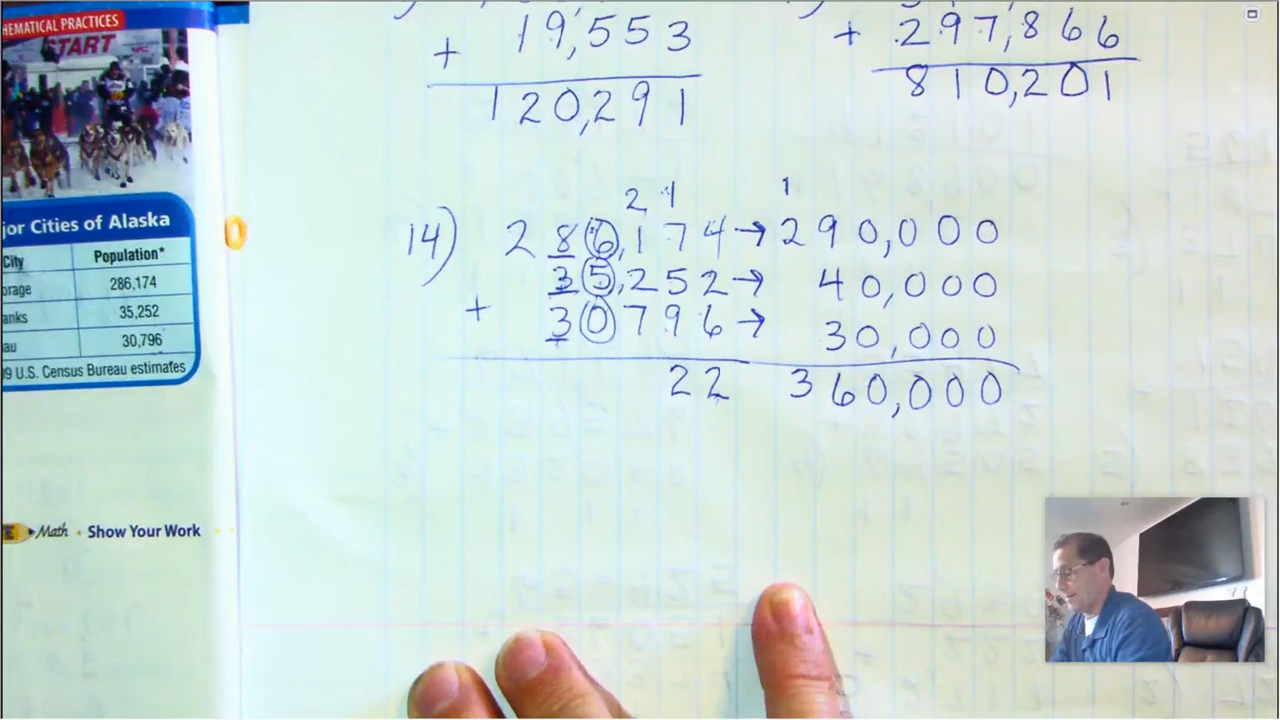 HEMATICAL PRACTICES
START
+ 19,553
120,291
+ 297,866
810,201
jor Cities of Alaska
City Population*
orage 286,174
anks 35,252
au 30,796
09 U.S. Census Bureau estimates
2 1 1
14) 286,174 → 290,000
35,252 → 40,000
+ 30796 → 30,000
22 360,000
E Math Show Your Work